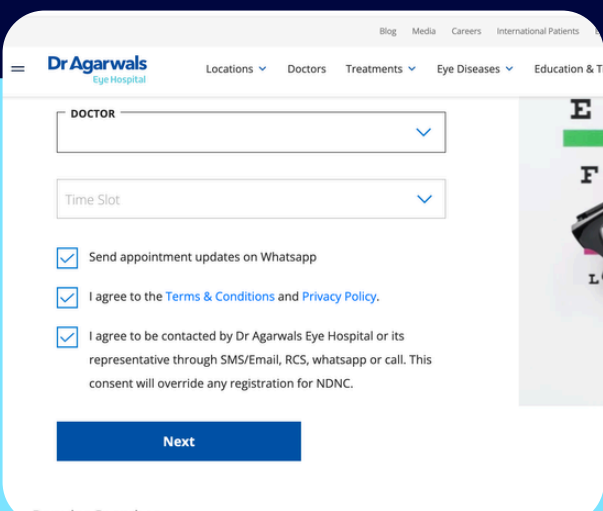 Blog Media Careers International Patients
Dr Agarwals
Eye Hospital
Locations Doctors Treatments Eye Diseases Education &
DOCTOR
Time Slot
Send appointment updates on Whatsapp
I agree to the Terms & Conditions and Privacy Policy.
I agree to be contacted by Dr Agarwals Eye Hospital or its
representative through SMS/Email, RCS, whatsapp or call. This
consent will override any registration for NDNC.
Next
E
F
L